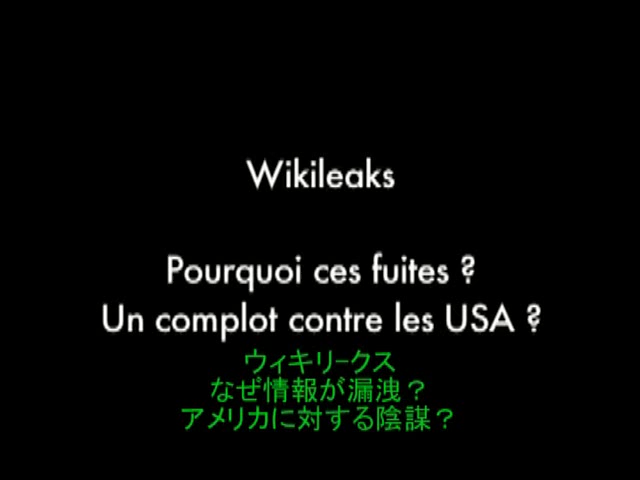 Wikileaks
Pourquoi ces fuites ?
Un complot contre les USA ?
ウィキリークス
なぜ情報が漏洩？
アメリカに対する陰謀？